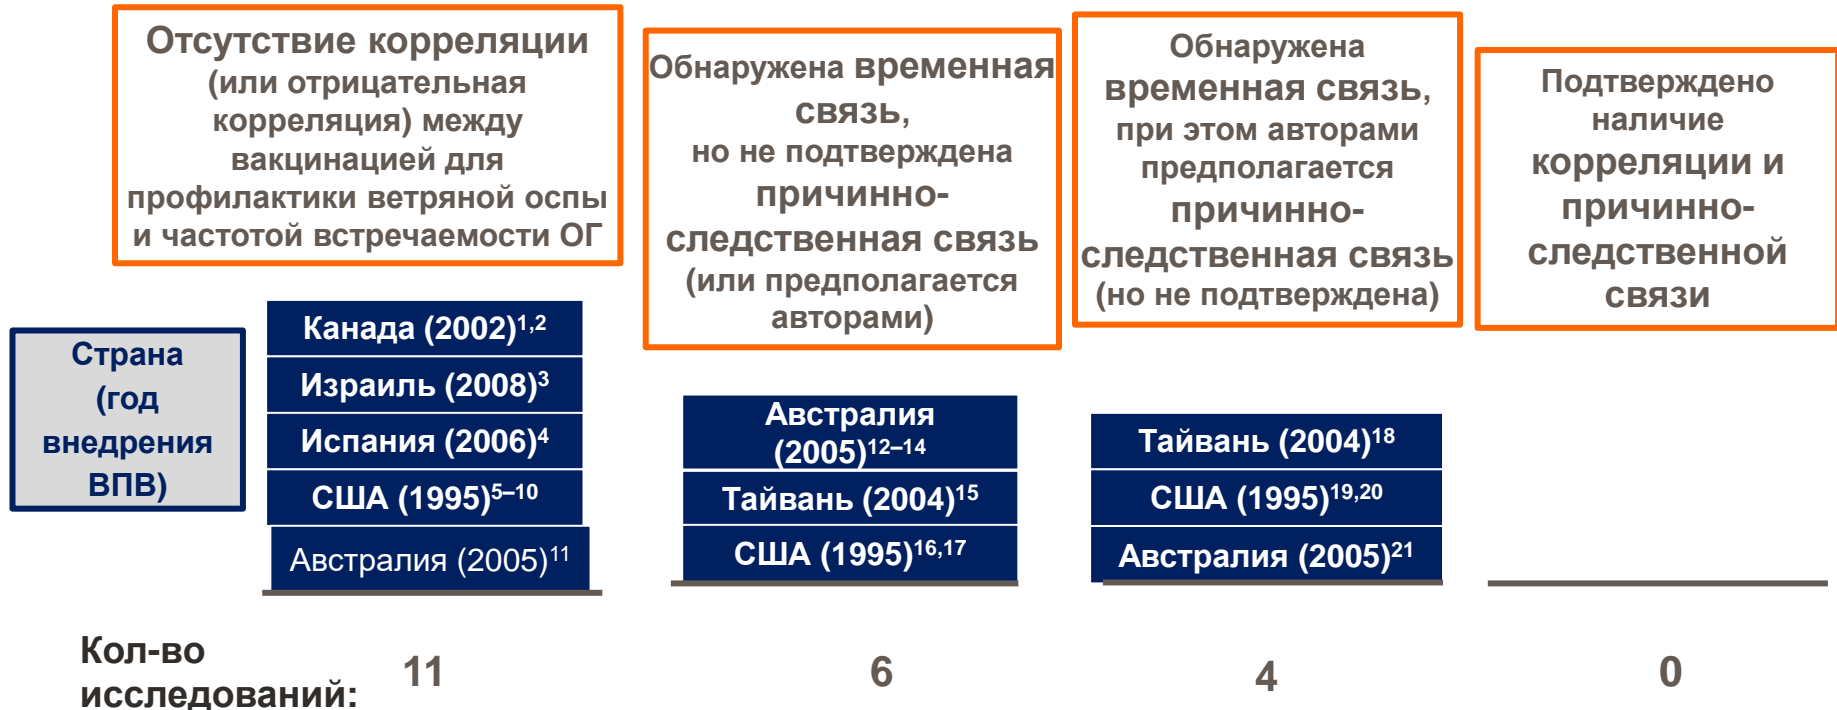 Отсутствие корреляции
(или отрицательная
корреляция) между
вакцинацией для
профилактики ветряной оспы
и частотой встречаемости ОГ
Обнаружена временная
связь,
но не подтверждена
причинно-
следственная связь
(или предполагается
авторами)
Обнаружена
временная связь,
при этом авторами
предполагается
причинно-
следственная связь
(но не подтверждена)
Подтверждено
наличие
корреляции и
причинно-
следственной
связи
Страна
(год
внедрения
ВПВ)
Канада (2002)1,2
Израиль (2008)3
Испания (2006)4
США (1995)5–10
Австралия (2005)11
Австралия
(2005)12–14
Тайвань (2004)15
США (1995)16,17
Тайвань (2004)18
США (1995)19,20
Австралия (2005)21
Кол-во
исследований:
11
6
4
0